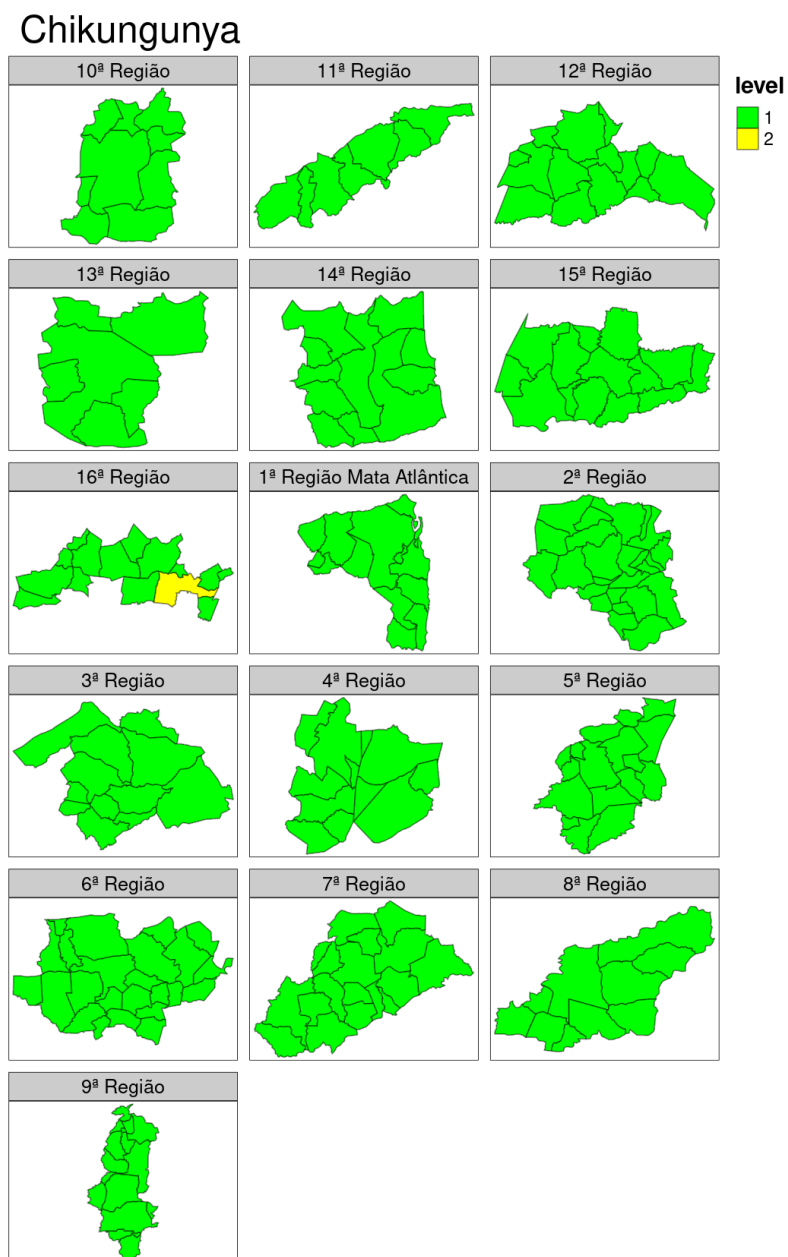 Chikungunya
10ª Região
11ª Região
12ª Região
level
1
2
13ª Região
14ª Região
15ª Região
16ª Região
1ª Região Mata Atlântica
2ª Região
3ª Região
4ª Região
5ª Região
6ª Região
7ª Região
8ª Região
9ª Região